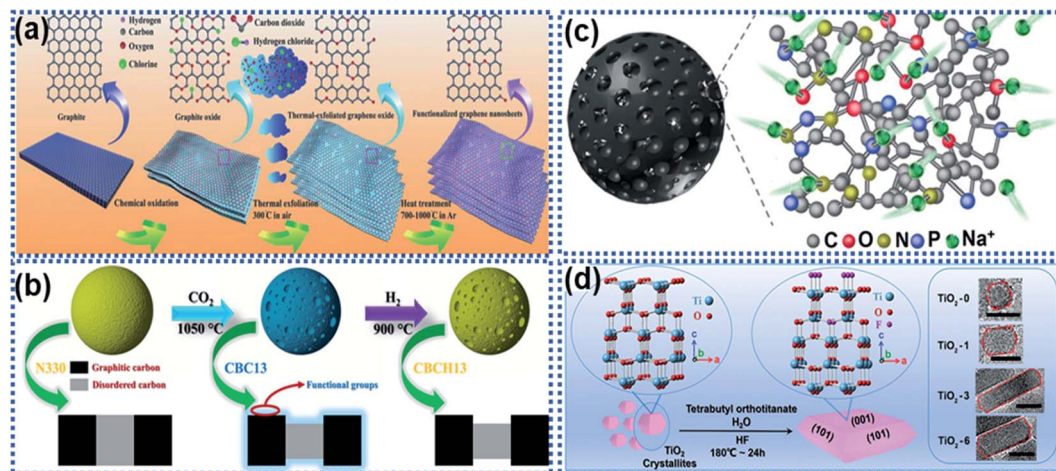 (a)
Hydrogen
Carbon
Oxygen
Chlorine
Carbon dioxide
Hydrogen chloride
Graphite
Graphite oxide
Thermal-exfoliated graphene oxide
Functionalized graphene nanosheets
Chemical oxidation
Thermal exfoliation
300℃ in air
Heat treatment
700-1000℃ in Ar
(b)
CO2
1050 °C
H2
900 °C
N330
Graphitic carbon
Disordered carbon
CBC13
Functional groups
CBCH13
(c)
C O N P Na+
(d)
Ti
O
c
b
a
Ti
O
F
c
b
a
TiO2
Crystallites
Tetrabutyl orthotitanate
H2O
HF
180℃ ~ 24h
(101)
(001)
(101)
TiO2-0
TiO2-1
TiO2-3
TiO2-6